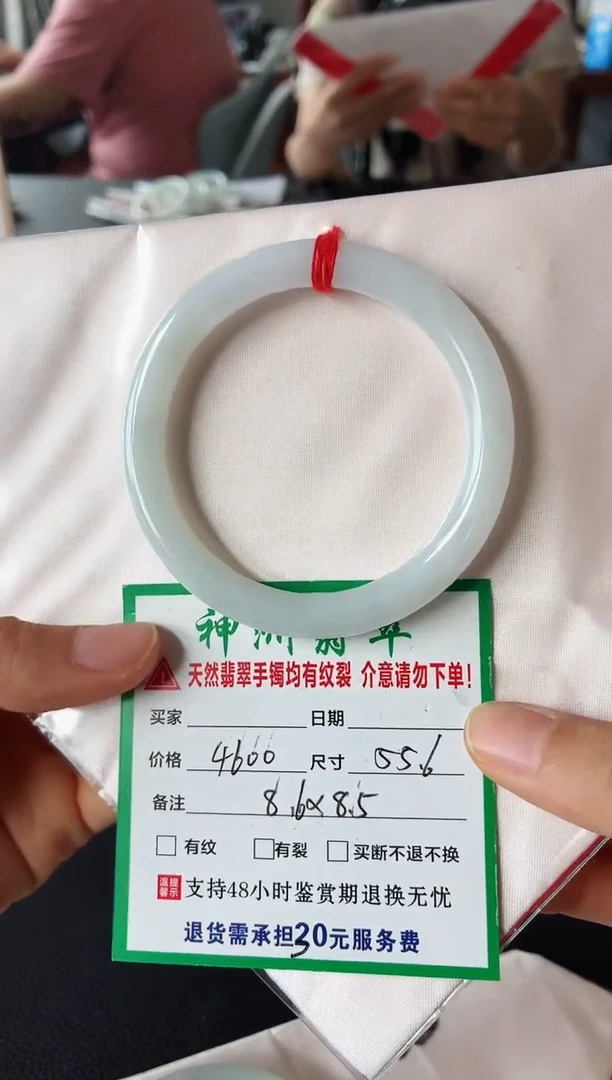 神洲翡翠
天然翡翠手镯均有纹裂 介意请勿下单!
买家 日期
价格 4600 尺寸 55.6
备注 8.6×8.5
有纹 有裂 买断不退不换
温馨提示 支持48小时鉴赏期退换无忧
退货需承担30元服务费